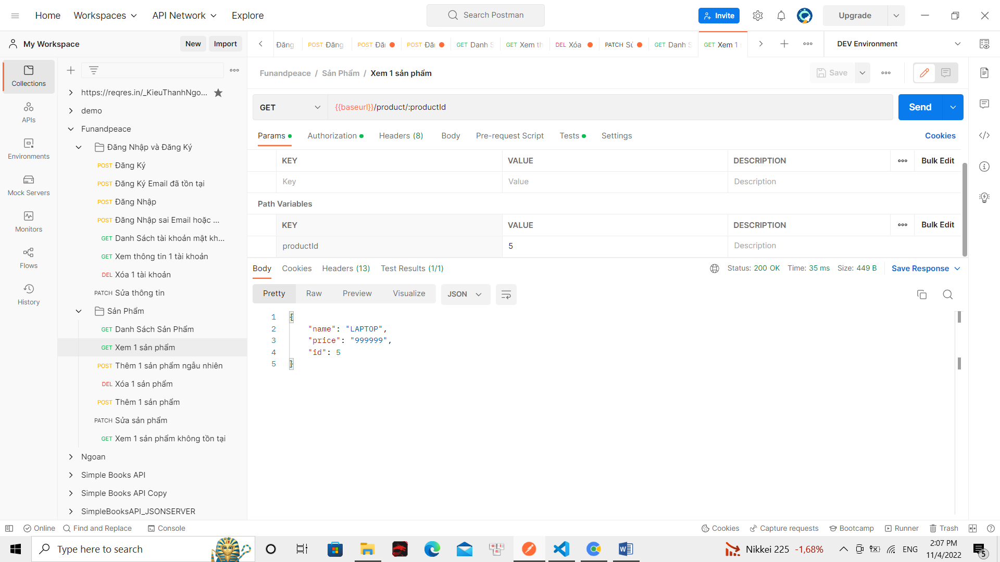 Home Workspaces API Network Explore Search Postman Invite Upgrade
My Workspace New Import
Đăng POST Đăng POST Đăi POST Đăi GET Danh S GET Xem th DEL Xóa PATCH Sử GET Danh S GET Xem 1 s DEV Environment
Collections
APIs
Environments
Mock Servers
Monitors
Flows
History
https://reqres.in/_KieuThanhNgo...
demo
Funandpeace
Đăng Nhập và Đăng Ký
POST Đăng Ký
POST Đăng Ký Email đã tồn tại
POST Đăng Nhập
POST Đăng Nhập sai Email hoặc ...
GET Danh Sách tài khoản mật kh...
GET Xem thông tin 1 tài khoản
DEL Xóa 1 tài khoản
PATCH Sửa thông tin
Sản Phẩm
GET Danh Sách Sản Phẩm
GET Xem 1 sản phẩm
POST Thêm 1 sản phẩm ngẫu nhiên
DEL Xóa 1 sản phẩm
POST Thêm 1 sản phẩm
PATCH Sửa sản phẩm
GET Xem 1 sản phẩm không tồn tại
Ngoan
Simple Books API
Simple Books API Copy
SimpleBooksAPI_JSONSERVER
Funandpeace / Sản Phẩm / Xem 1 sản phẩm Save
GET {{baseurl}}/product/:productId Send
Params Authorization Headers (8) Body Pre-request Script Tests Settings Cookies
KEY VALUE DESCRIPTION Bulk Edit
Key Value Description
Path Variables
KEY VALUE DESCRIPTION Bulk Edit
productId 5 Description
Body Cookies Headers (13) Test Results (1/1) Status: 200 OK Time: 35 ms Size: 449 B Save Response
Pretty Raw Preview Visualize JSON
1 {
2 "name": "LAPTOP",
3 "price": "999999",
4 "id": 5
5 }
Online Find and Replace Console Cookies Capture requests Bootcamp Runner Trash
Type here to search Nikkei 225 -1,68% ENG 2:07 PM
11/4/2022 5